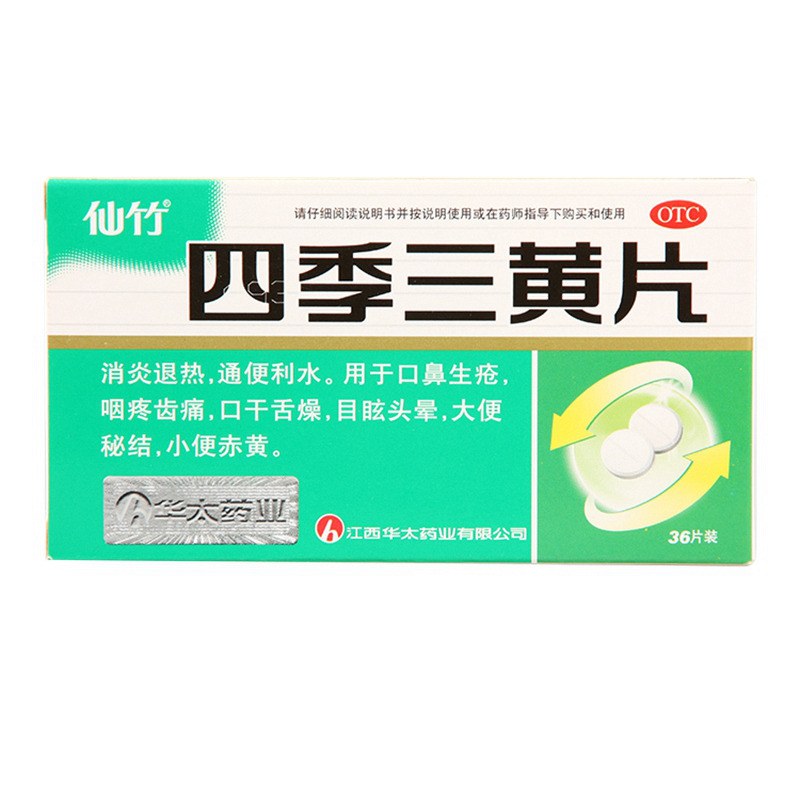 仙竹®
请仔细阅读说明书并按说明使用或在药师指导下购买和使用
OTC
四季三黄片
消炎退热，通便利水。用于口鼻生疮，
咽疼齿痛，口干舌燥，目眩头晕，大便
秘结，小便赤黄。
华太药业
江西华太药业有限公司
36片装